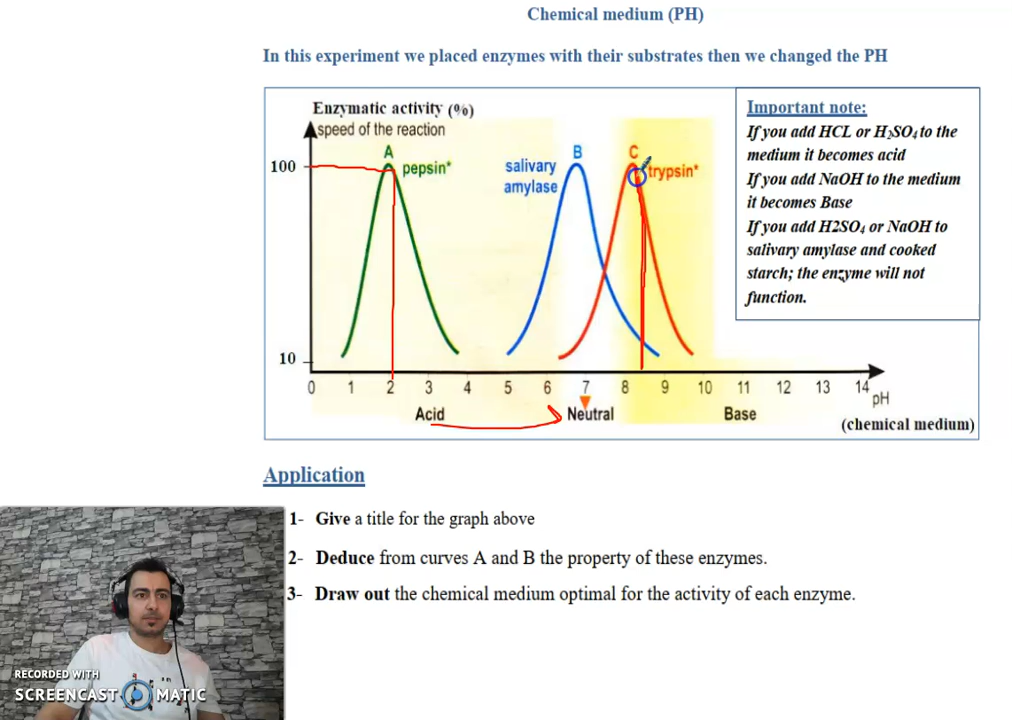 Chemical medium (PH)
In this experiment we placed enzymes with their substrates then we changed the PH
Enzymatic activity (%)
speed of the reaction
100
10
A
pepsin*
salivary
amylase
B
C
trypsin*
0 1 2 3 4 5 6 7 8 9 10 11 12 13 14
pH
Acid
Neutral
Base
(chemical medium)
Important note:
If you add HCL or H₂SO₄ to the
medium it becomes acid
If you add NaOH to the medium
it becomes Base
If you add H2SO₄ or NaOH to
salivary amylase and cooked
starch; the enzyme will not
function.
Application
1- Give a title for the graph above
2- Deduce from curves A and B the property of these enzymes.
3- Draw out the chemical medium optimal for the activity of each enzyme.
RECORDED WITH
SCREENCAST MATIC